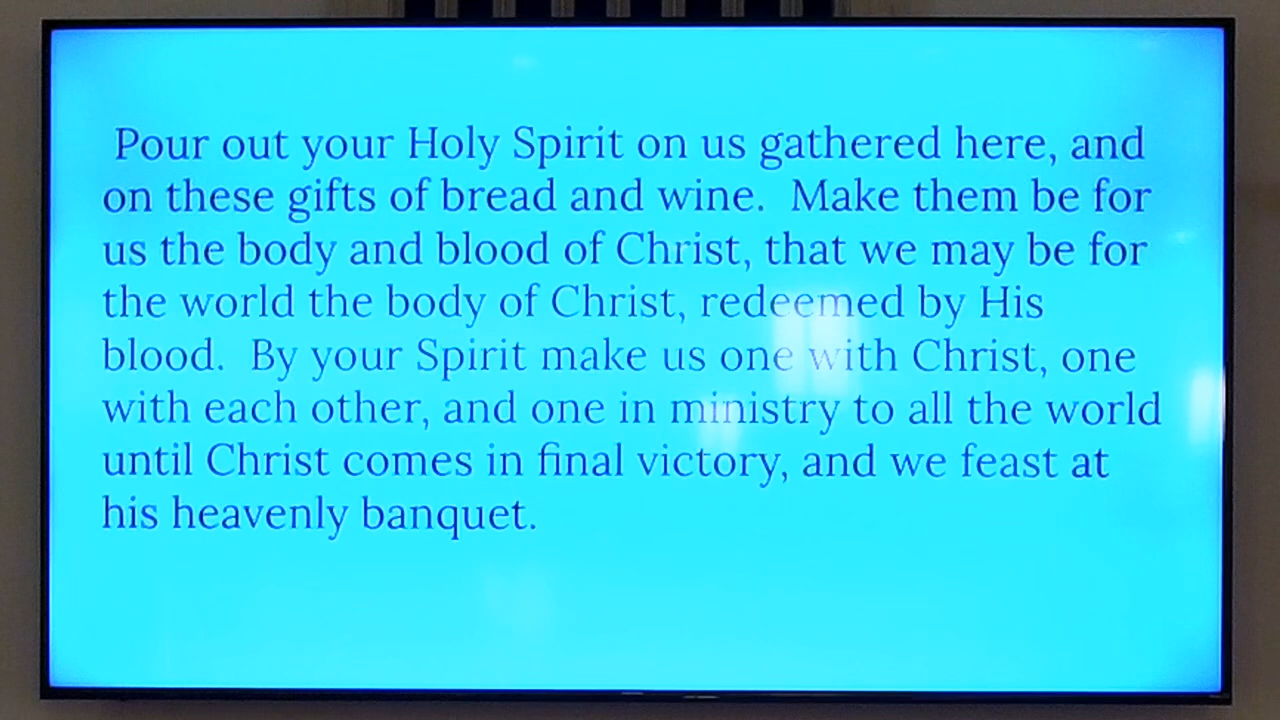 Pour out your Holy Spirit on us gathered here, and
on these gifts of bread and wine.  Make them be for
us the body and blood of Christ, that we may be for
the world the body of Christ, redeemed by His
blood.  By your Spirit make us one with Christ, one
with each other, and one in ministry to all the world
until Christ comes in final victory, and we feast at
his heavenly banquet.